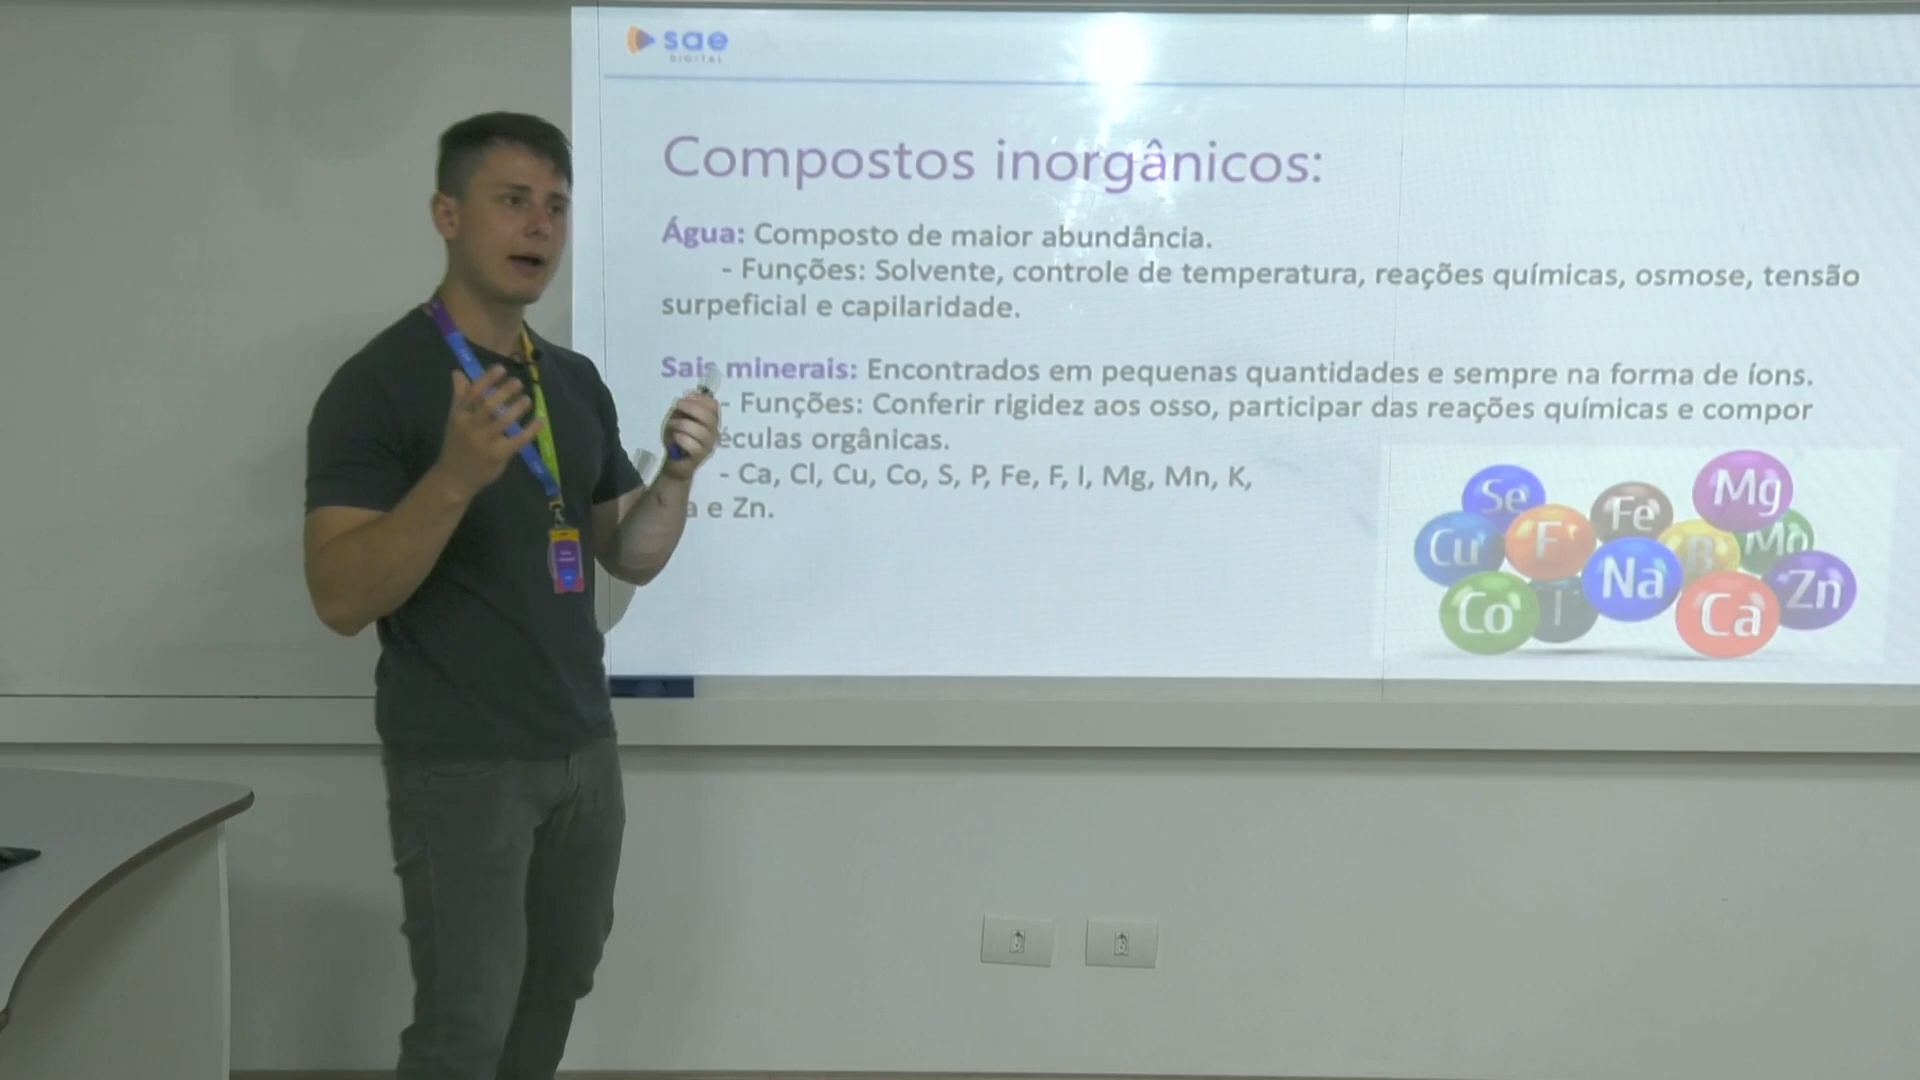 sae
DIGITAL
Compostos inorgânicos:
Água: Composto de maior abundância.
- Funções: Solvente, controle de temperatura, reações químicas, osmose, tensão
surpeficial e capilaridade.
Sais minerais: Encontrados em pequenas quantidades e sempre na forma de íons.
- Funções: Conferir rigidez aos osso, participar das reações químicas e compor
éculas orgânicas.
- Ca, Cl, Cu, Co, S, P, Fe, F, I, Mg, Mn, K,
a e Zn.
Se
Fe
Mg
Cu
F
B
Mo
Na
Zn
Co
I
Ca